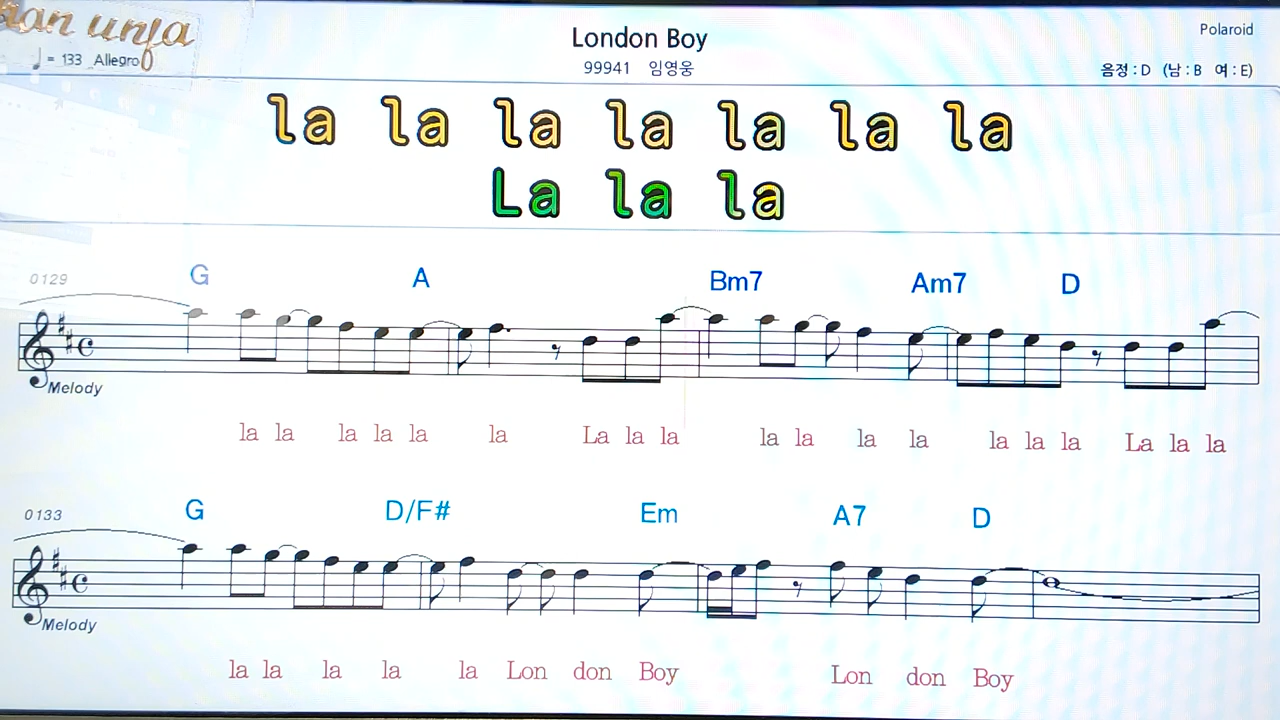 London Boy
Polaroid
♩ = 133 Allegro
99941 임영웅
음정 : D (남 : B 여 : E)
la la la la la la la
La la la
0129
G A Bm7 Am7 D
Melody
la la la la la la La la la la la la la la la la La la la
0133
G D/F# Em A7 D
Melody
la la la la la Lon don Boy Lon don Boy